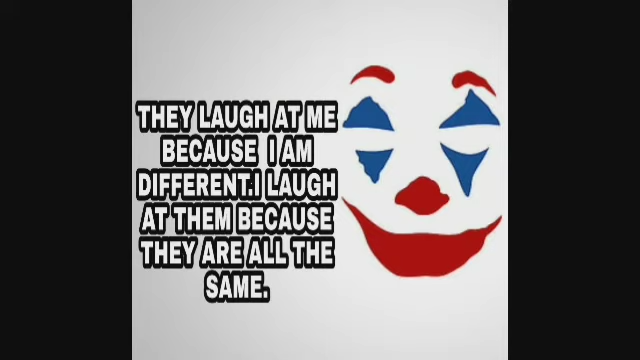 THEY LAUGH AT ME
BECAUSE I AM
DIFFERENT.I LAUGH
AT THEM BECAUSE
THEY ARE ALL THE
SAME.